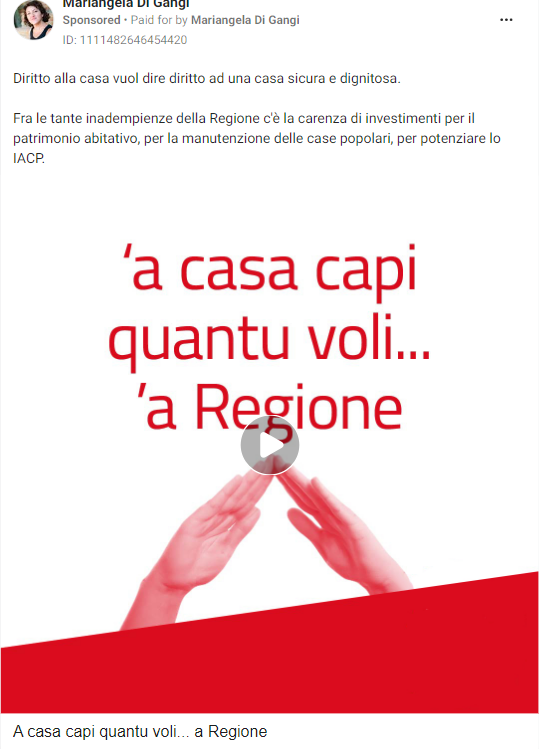 Mariangela Di Gangi
Sponsored • Paid for by Mariangela Di Gangi
ID: 1111482646454420
Diritto alla casa vuol dire diritto ad una casa sicura e dignitosa.
Fra le tante inadempienze della Regione c'è la carenza di investimenti per il
patrimonio abitativo, per la manutenzione delle case popolari, per potenziare lo
IACP.
‘a casa capi
quantu voli...
’a Regione
A casa capi quantu voli... a Regione